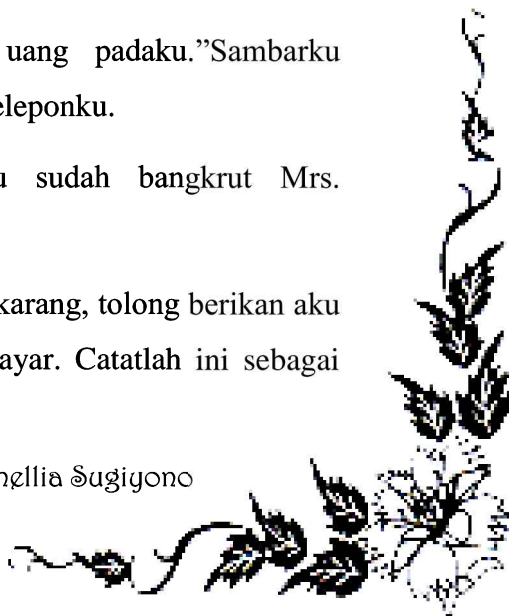 uang padaku.”Sambarku
eleponku.
u sudah bangkrut Mrs.
karang, tolong berikan aku
ayar. Catatlah ini sebagai
nellia Sugiyono